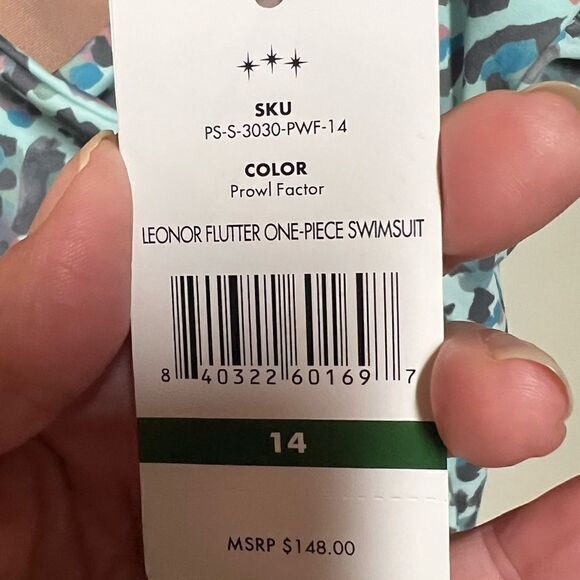 SKU
PS-S-3030-PWF-14
COLOR
Prowl Factor
LEONOR FLUTTER ONE-PIECE SWIMSUIT
8 40322 60169 7
14
MSRP $148.00